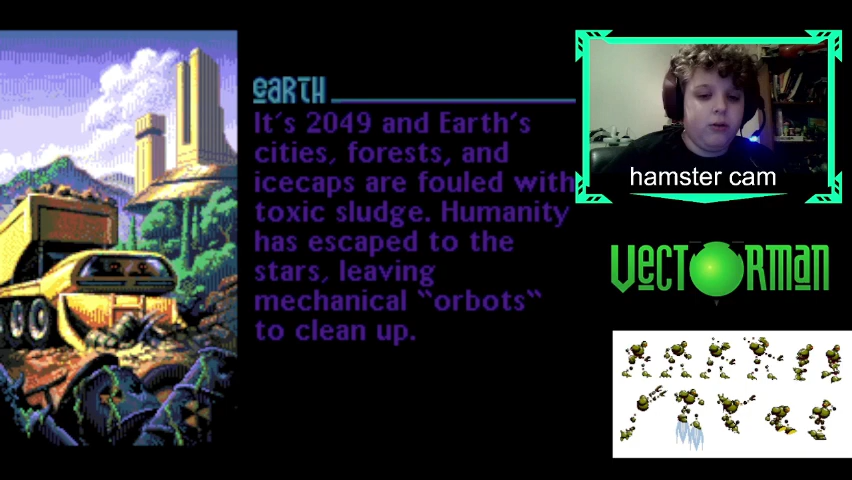 EARTH
It's 2049 and Earth's
cities, forests, and
icecaps are fouled with
toxic sludge. Humanity
has escaped to the
stars, leaving
mechanical “orbots“
to clean up.
hamster cam
VECTORMAN